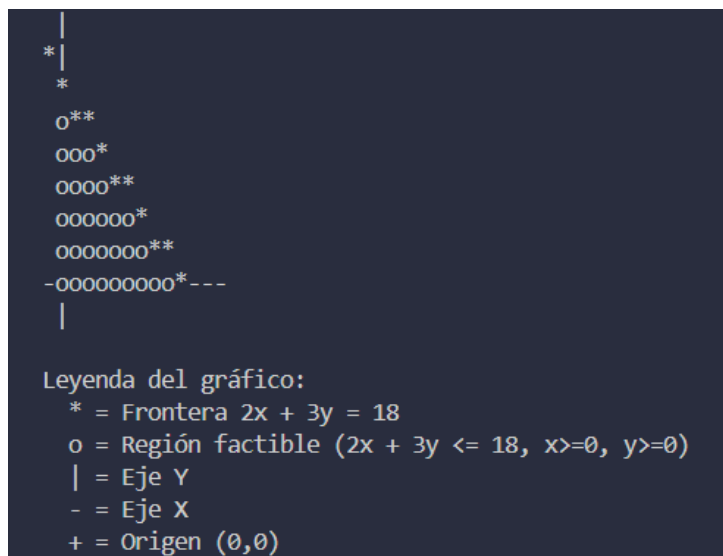 |
*|
 *
 o**
 ooo*
 oooo**
 oooooo*
 ooooooo**
-ooooooooo*---
 |

Leyenda del gráfico:
  * = Frontera 2x + 3y = 18
  o = Región factible (2x + 3y <= 18, x>=0, y>=0)
  | = Eje Y
  - = Eje X
  + = Origen (0,0)